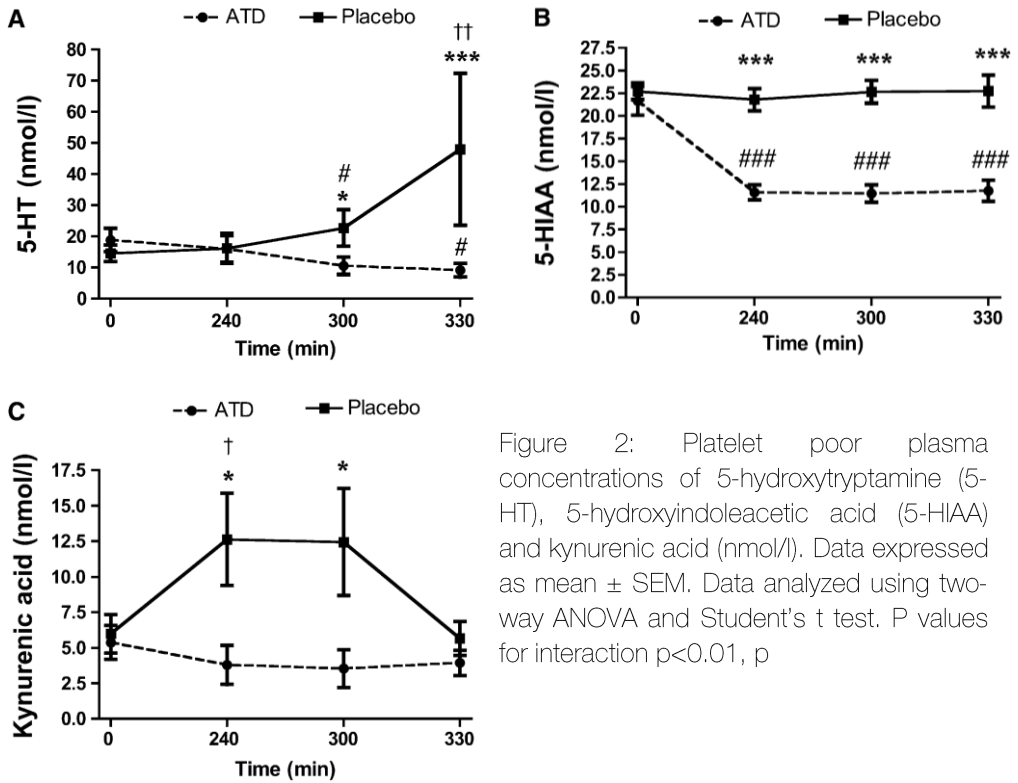 A
ATD Placebo
††
***
80
70
60
50
40
30
20
10
0
5-HT (nmol/l)
#
*
#
0 240 300 330
Time (min)
B
ATD Placebo
27.5
25.0
22.5
20.0
17.5
15.0
12.5
10.0
7.5
5.0
2.5
0.0
5-HIAA (nmol/l)
*** *** ***
### ### ###
0 240 300 330
Time (min)
C
ATD Placebo
†
* *
17.5
15.0
12.5
10.0
7.5
5.0
2.5
0.0
Kynurenic acid (nmol/l)
0 240 300 330
Time (min)
Figure 2: Platelet poor plasma
concentrations of 5-hydroxytryptamine (5-
HT), 5-hydroxyindoleacetic acid (5-HIAA)
and kynurenic acid (nmol/l). Data expressed
as mean ± SEM. Data analyzed using two-
way ANOVA and Student’s t test. P values
for interaction p<0.01, p